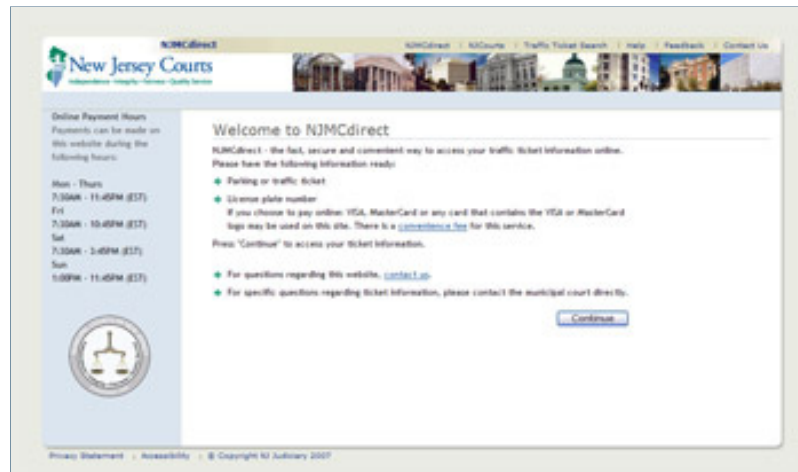 NJMCdirect
NJMCdirect | NJCourts | Traffic Ticket Search | Help | Feedback | Contact Us
New Jersey Courts
Independence · Integrity · Fairness · Quality Service
Online Payment Hours
Payments can be made on
this website during the
following hours:
Mon - Thurs
7:30AM - 11:45PM (EST)
Fri
7:30AM - 10:45PM (EST)
Sat
7:30AM - 3:45PM (EST)
Sun
1:00PM - 11:45PM (EST)
Welcome to NJMCdirect
NJMCdirect - the fast, secure and convenient way to access your traffic ticket information online.
Please have the following information ready:
Parking or traffic ticket
License plate number
If you choose to pay online: VISA, MasterCard or any card that contains the VISA or MasterCard
logo may be used on this site. There is a convenience fee for this service.
Press "Continue" to access your ticket information.
For questions regarding this website, contact us.
For specific questions regarding ticket information, please contact the municipal court directly.
Continue
Privacy Statement | Accessibility | © Copyright NJ Judiciary 2007